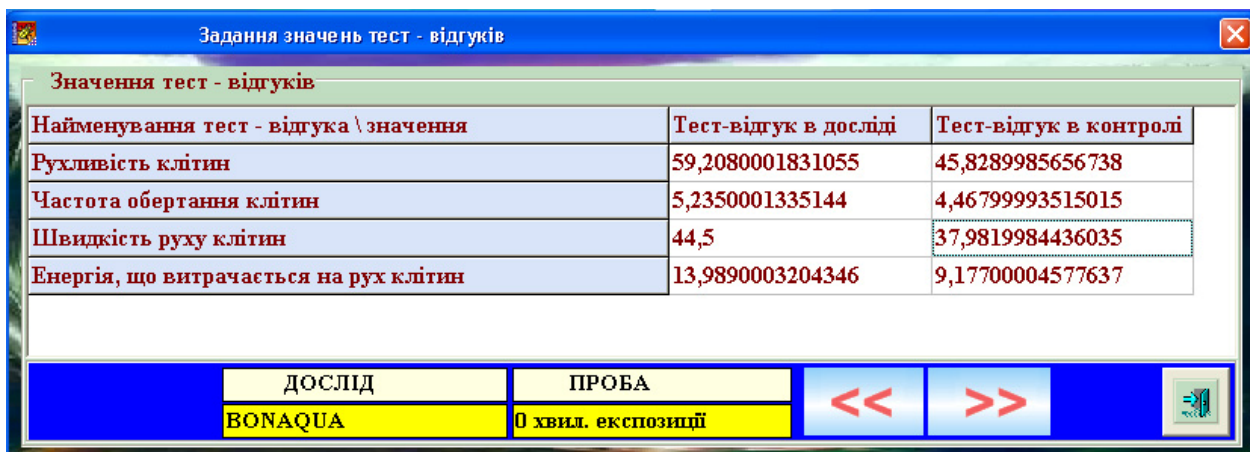 Задання значень тест - відгуків
Значення тест - відгуків
Найменування тест - відгука \ значення Тест-відгук в досліді Тест-відгук в контролі
Рухливість клітин 59,2080001831055 45,8289985656738
Частота обертання клітин 5,2350001335144 4,46799993515015
Швидкість руху клітин 44,5 37,9819984436035
Енергія, що витрачається на рух клітин 13,9890003204346 9,17700004577637
ДОСЛІД ПРОБА
BONAQUA 0 хвил. експозиції
<< >>